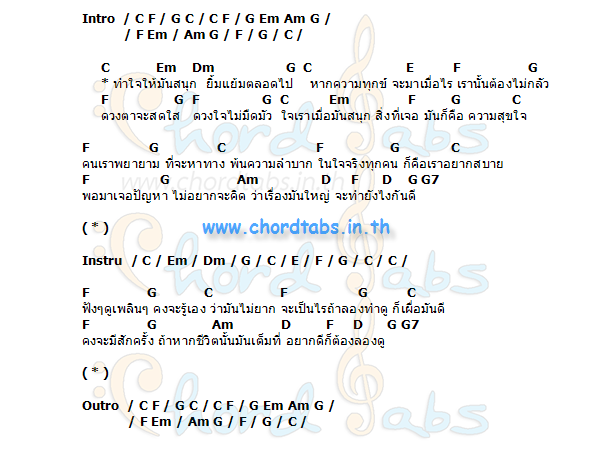 Intro / C F / G C / C F / G Em Am G /
/ F Em / Am G / F / G / C /
C Em Dm G C E F G
* ทำใจให้มันสนุก ยิ้มแย้มตลอดไป หากความทุกข์ จะมาเมื่อไร เรานั้นต้องไม่กลัว
F G F G C Em F G C
ดวงตาจะสดใส ดวงใจไม่มืดมัว ใจเราเมื่อมันสนุก สิ่งที่เจอ มันก็คือ ความสุขใจ
F G C F G C
คนเราพยายาม ที่จะหาทาง พ้นความลำบาก ในใจจริงทุกคน ก็คือเราอยากสบาย
F G Am D F D G G7
พอมาเจอปัญหา ไม่อยากจะคิด ว่าเรื่องมันใหญ่ จะทำยังไงกันดี
www.chordtabs.in.th
( * )
Instru / C / Em / Dm / G / C / E / F / G / C / C /
F G C F G C
ฟังๆดูเพลินๆ คงจะรู้เอง ว่ามันไม่ยาก จะเป็นไรถ้าลองทำดู ก็เผื่อมันดี
F G Am D F D G G7
คงจะมีสักครั้ง ถ้าหากชีวิตนั้นมันเต็มที่ อยากดีก็ต้องลองดู
( * )
Outro / C F / G C / C F / G Em Am G /
/ F Em / Am G / F / G / C /
Chord Tabs
www.chordtabs.in.th
Chord Tabs
Chord Tabs